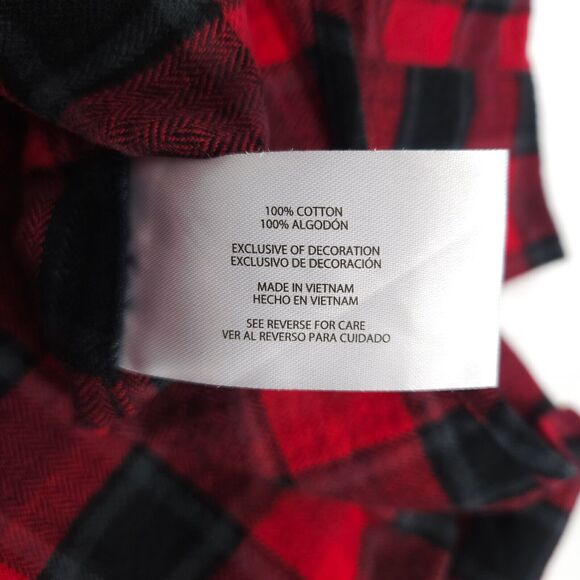 100% COTTON
100% ALGODÓN
EXCLUSIVE OF DECORATION
EXCLUSIVO DE DECORACIÓN
MADE IN VIETNAM
HECHO EN VIETNAM
SEE REVERSE FOR CARE
VER AL REVERSO PARA CUIDADO